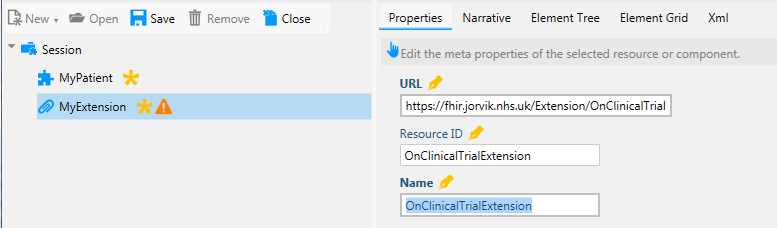 New Open Save Remove Close
Session
MyPatient
MyExtension
Properties Narrative Element Tree Element Grid Xml
Edit the meta properties of the selected resource or component.
URL
https://fhir.jorvik.nhs.uk/Extension/OnClinicalTrial
Resource ID
OnClinicalTrialExtension
Name
OnClinicalTrialExtension